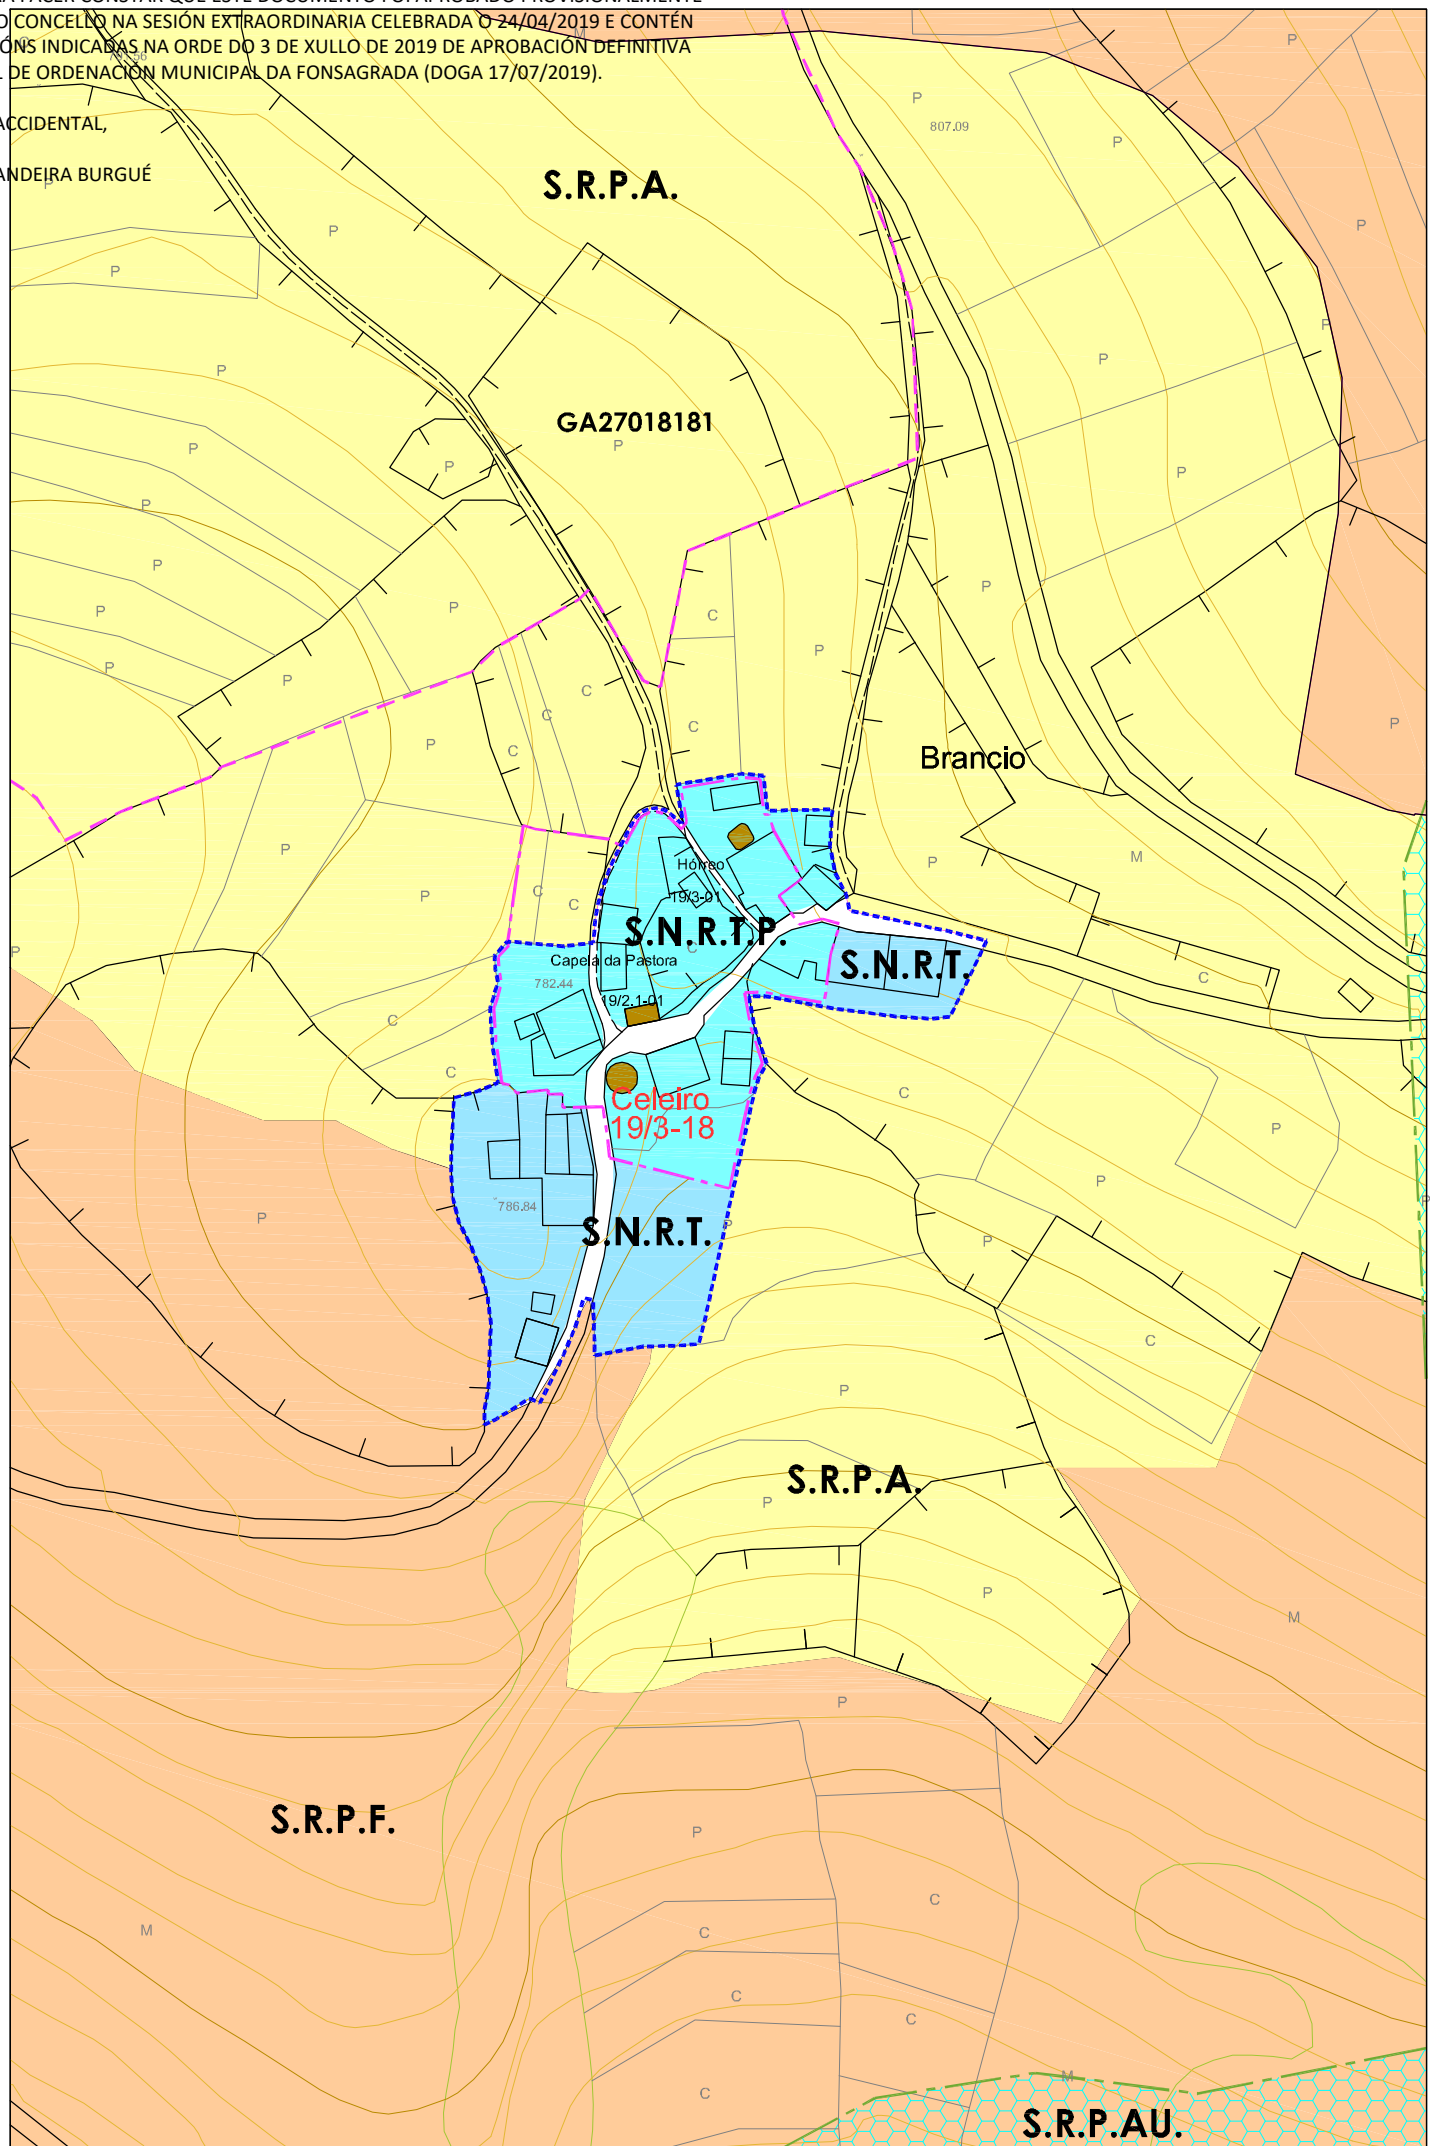 CONCELLO NA SESIÓN EXTRAORDINARIA CELEBRADA O 24/04/2019 E CONTÉN
INDICADAS NA ORDE DO 3 DE XULLO DE 2019 DE APROBACIÓN DEFINITIVA
DE ORDENACIÓN MUNICIPAL DA FONSAGRADA (DOGA 17/07/2019).
ACCIDENTAL,
ANDEIRA BURGUÉ
807.09
S.R.P.A.
GA27018181
Brancio
Hórreo
19/3-01
S.N.R.T.P.
S.N.R.T.
Capela da Pastora
782.44
19/2.1-01
Celeiro
19/3-18
786.84
S.N.R.T.
S.R.P.A.
S.R.P.F.
S.R.P.AU.